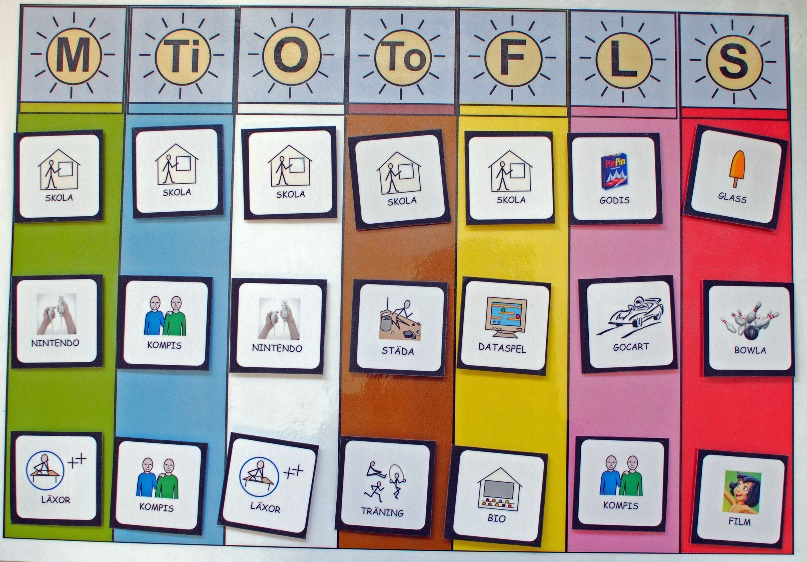 M Ti O To F L S
SKOLA SKOLA SKOLA SKOLA SKOLA PimPim GODIS GLASS
NINTENDO KOMPIS NINTENDO STÄDA DATASPEL GOCART BOWLA
LÄXOR KOMPIS LÄXOR TRÄNING BIO KOMPIS FILM